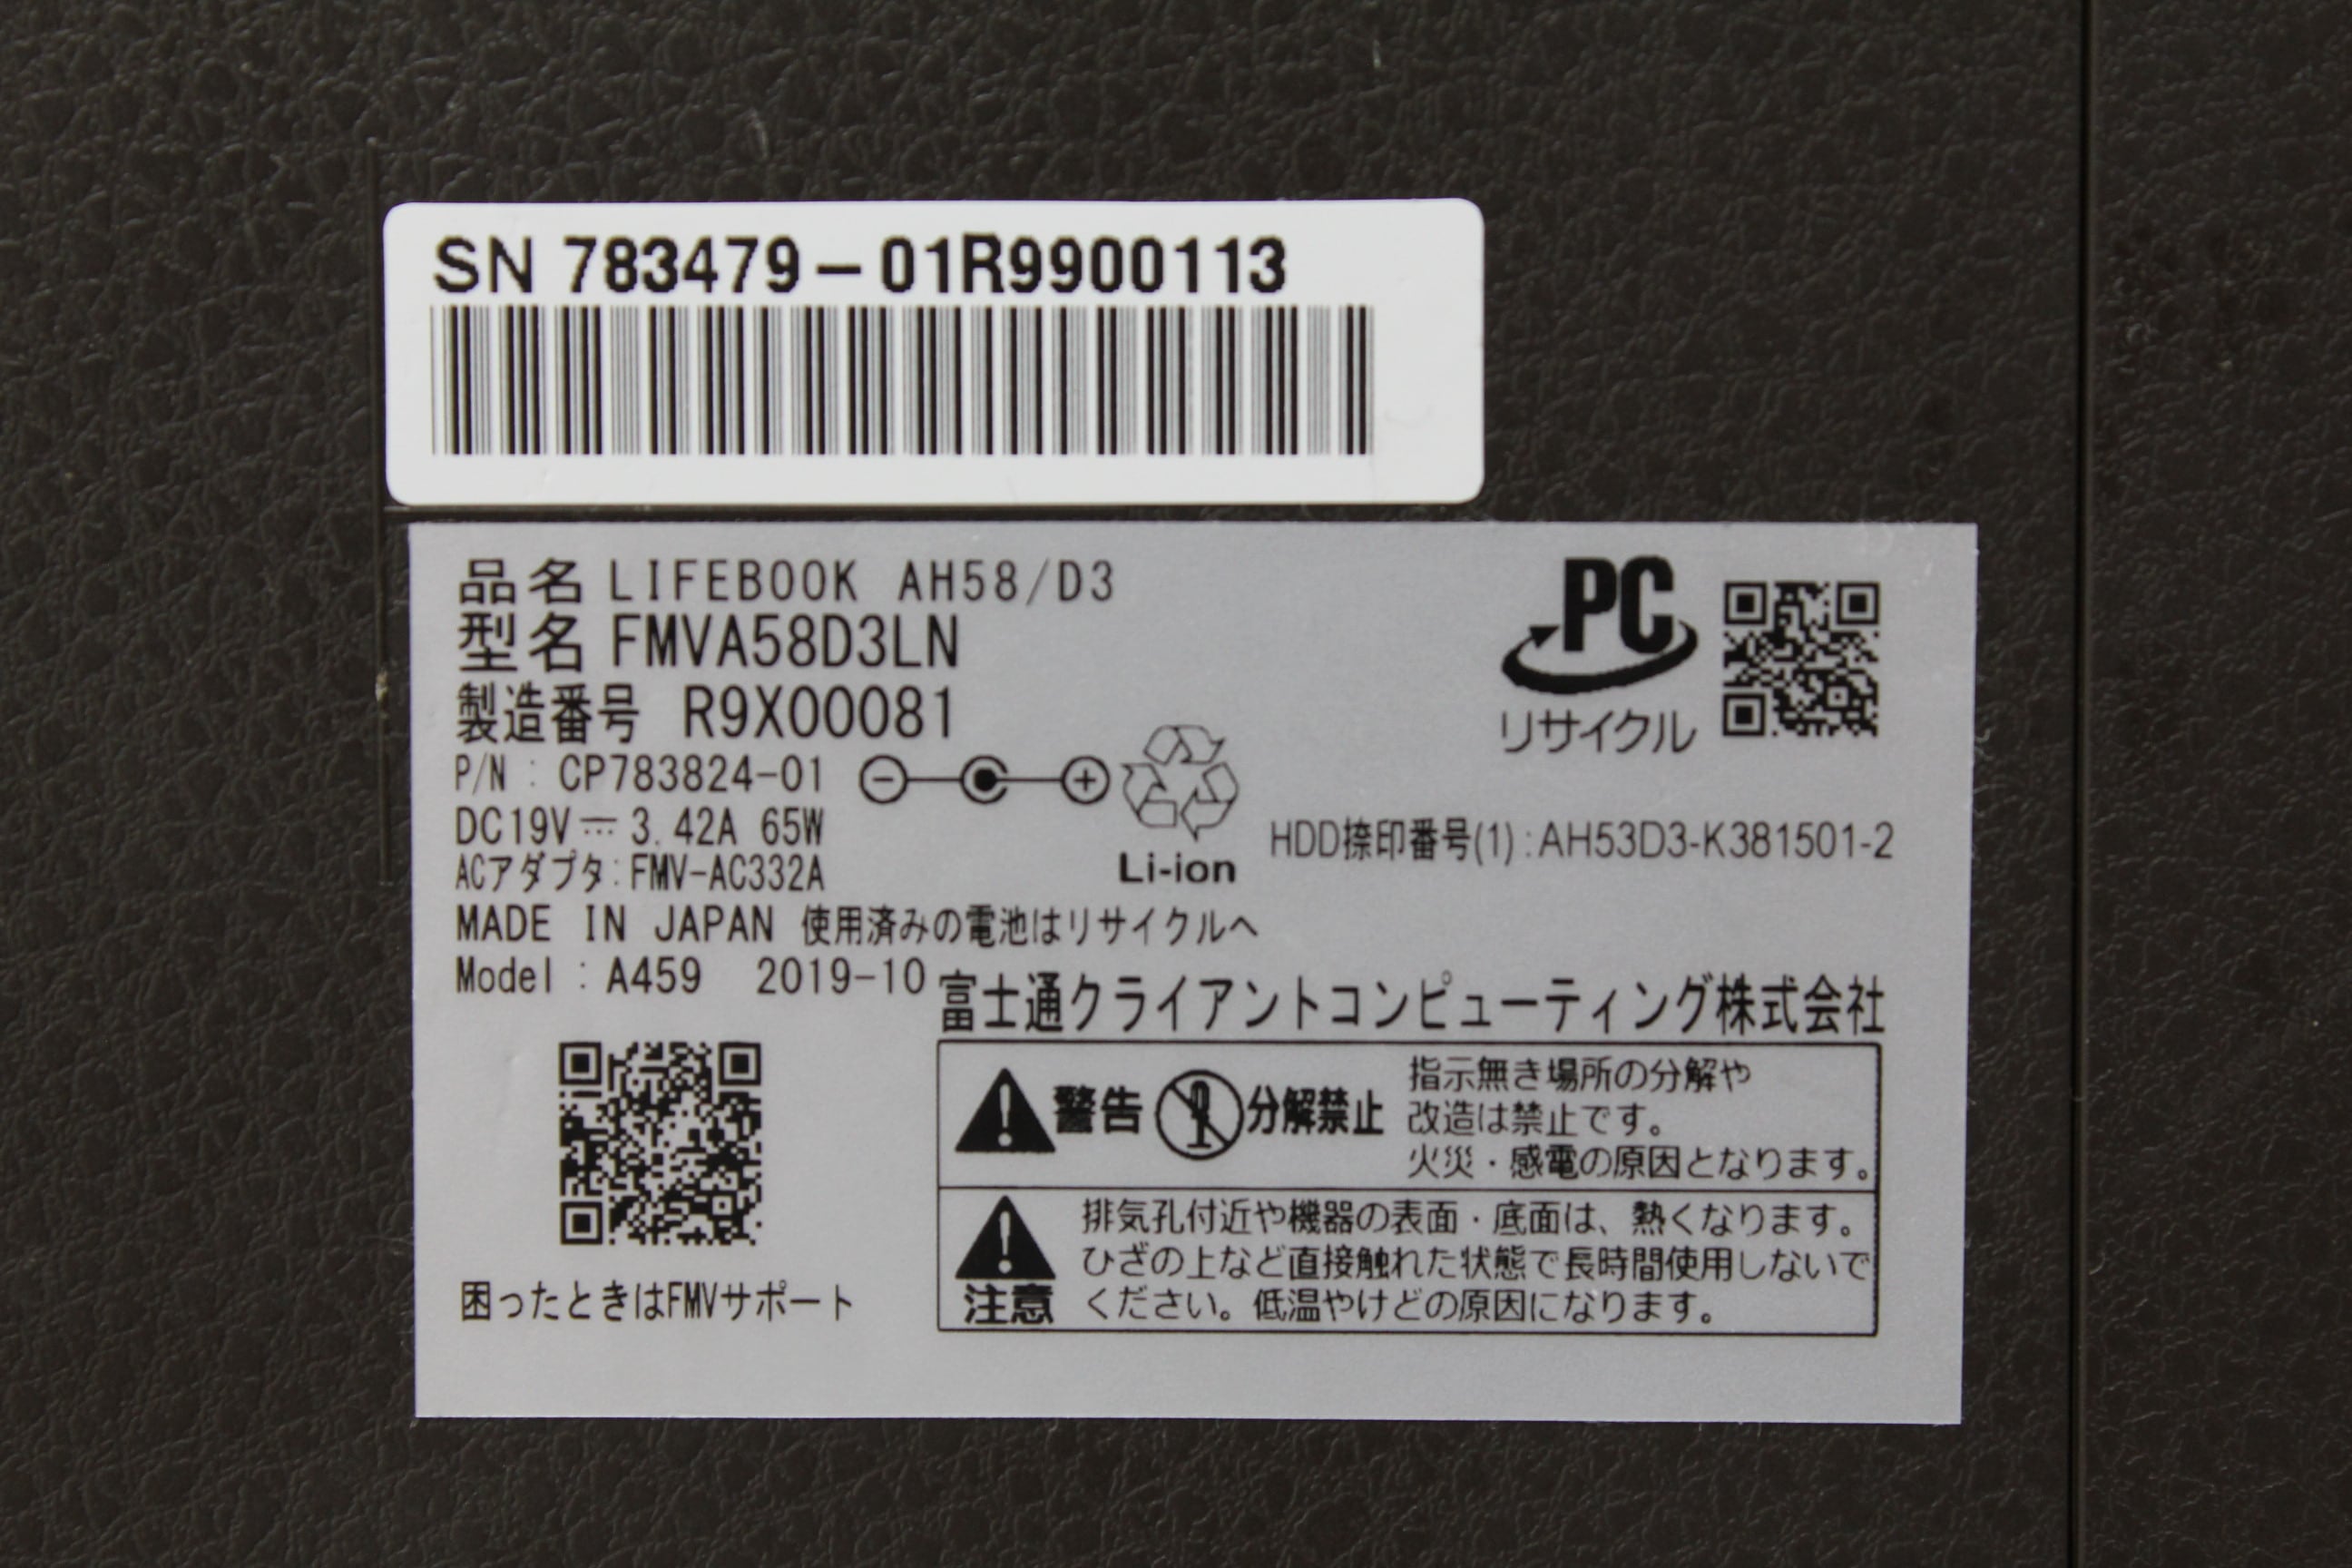 SN 783479-01R9900113
品名 LIFEBOOK AH58/D3
型名 FMVA58D3LN
製造番号 R9X00081
P/N : CP783824-01
DC19V⎓3.42A 65W
ACアダプタ:FMV-AC332A
Li-ion
PC
リサイクル
HDD捺印番号(1):AH53D3-K381501-2
MADE IN JAPAN 使用済みの電池はリサイクルへ
Model : A459 2019-10
富士通クライアントコンピューティング株式会社
警告 分解禁止
指示無き場所の分解や
改造は禁止です。
火災・感電の原因となります。
注意
排気孔付近や機器の表面・底面は、熱くなります。
ひざの上など直接触れた状態で長時間使用しないで
ください。低温やけどの原因になります。
困ったときはFMVサポート